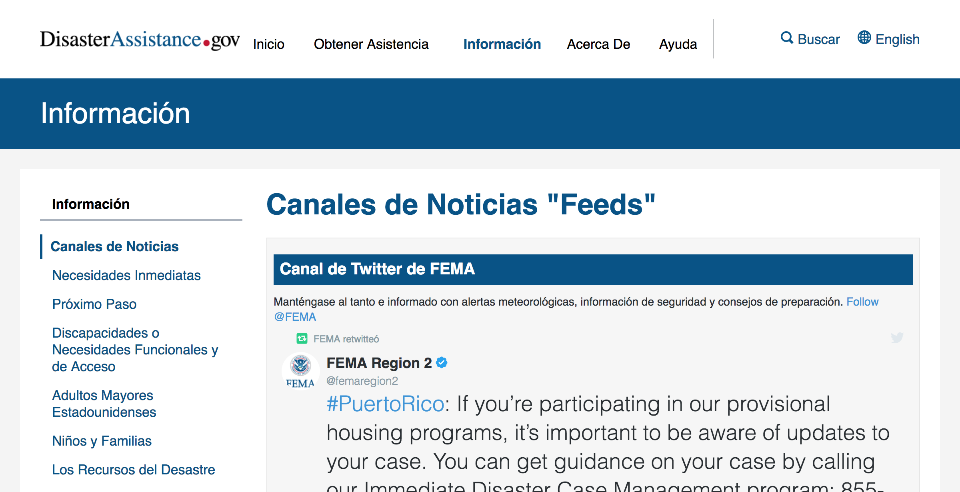 DisasterAssistance.gov Inicio Obtener Asistencia Información Acerca De Ayuda Buscar English
Información
Información
Canales de Noticias
Necesidades Inmediatas
Próximo Paso
Discapacidades o
Necesidades Funcionales y
de Acceso
Adultos Mayores
Estadounidenses
Niños y Familias
Los Recursos del Desastre
Canales de Noticias "Feeds"
Canal de Twitter de FEMA
Manténgase al tanto e informado con alertas meteorológicas, información de seguridad y consejos de preparación. Follow
@FEMA
FEMA retwitteó
FEMA
FEMA Region 2
@femaregion2
#PuertoRico: If you’re participating in our provisional
housing programs, it’s important to be aware of updates to
your case. You can get guidance on your case by calling
our Immediate Disaster Case Management program: 855-